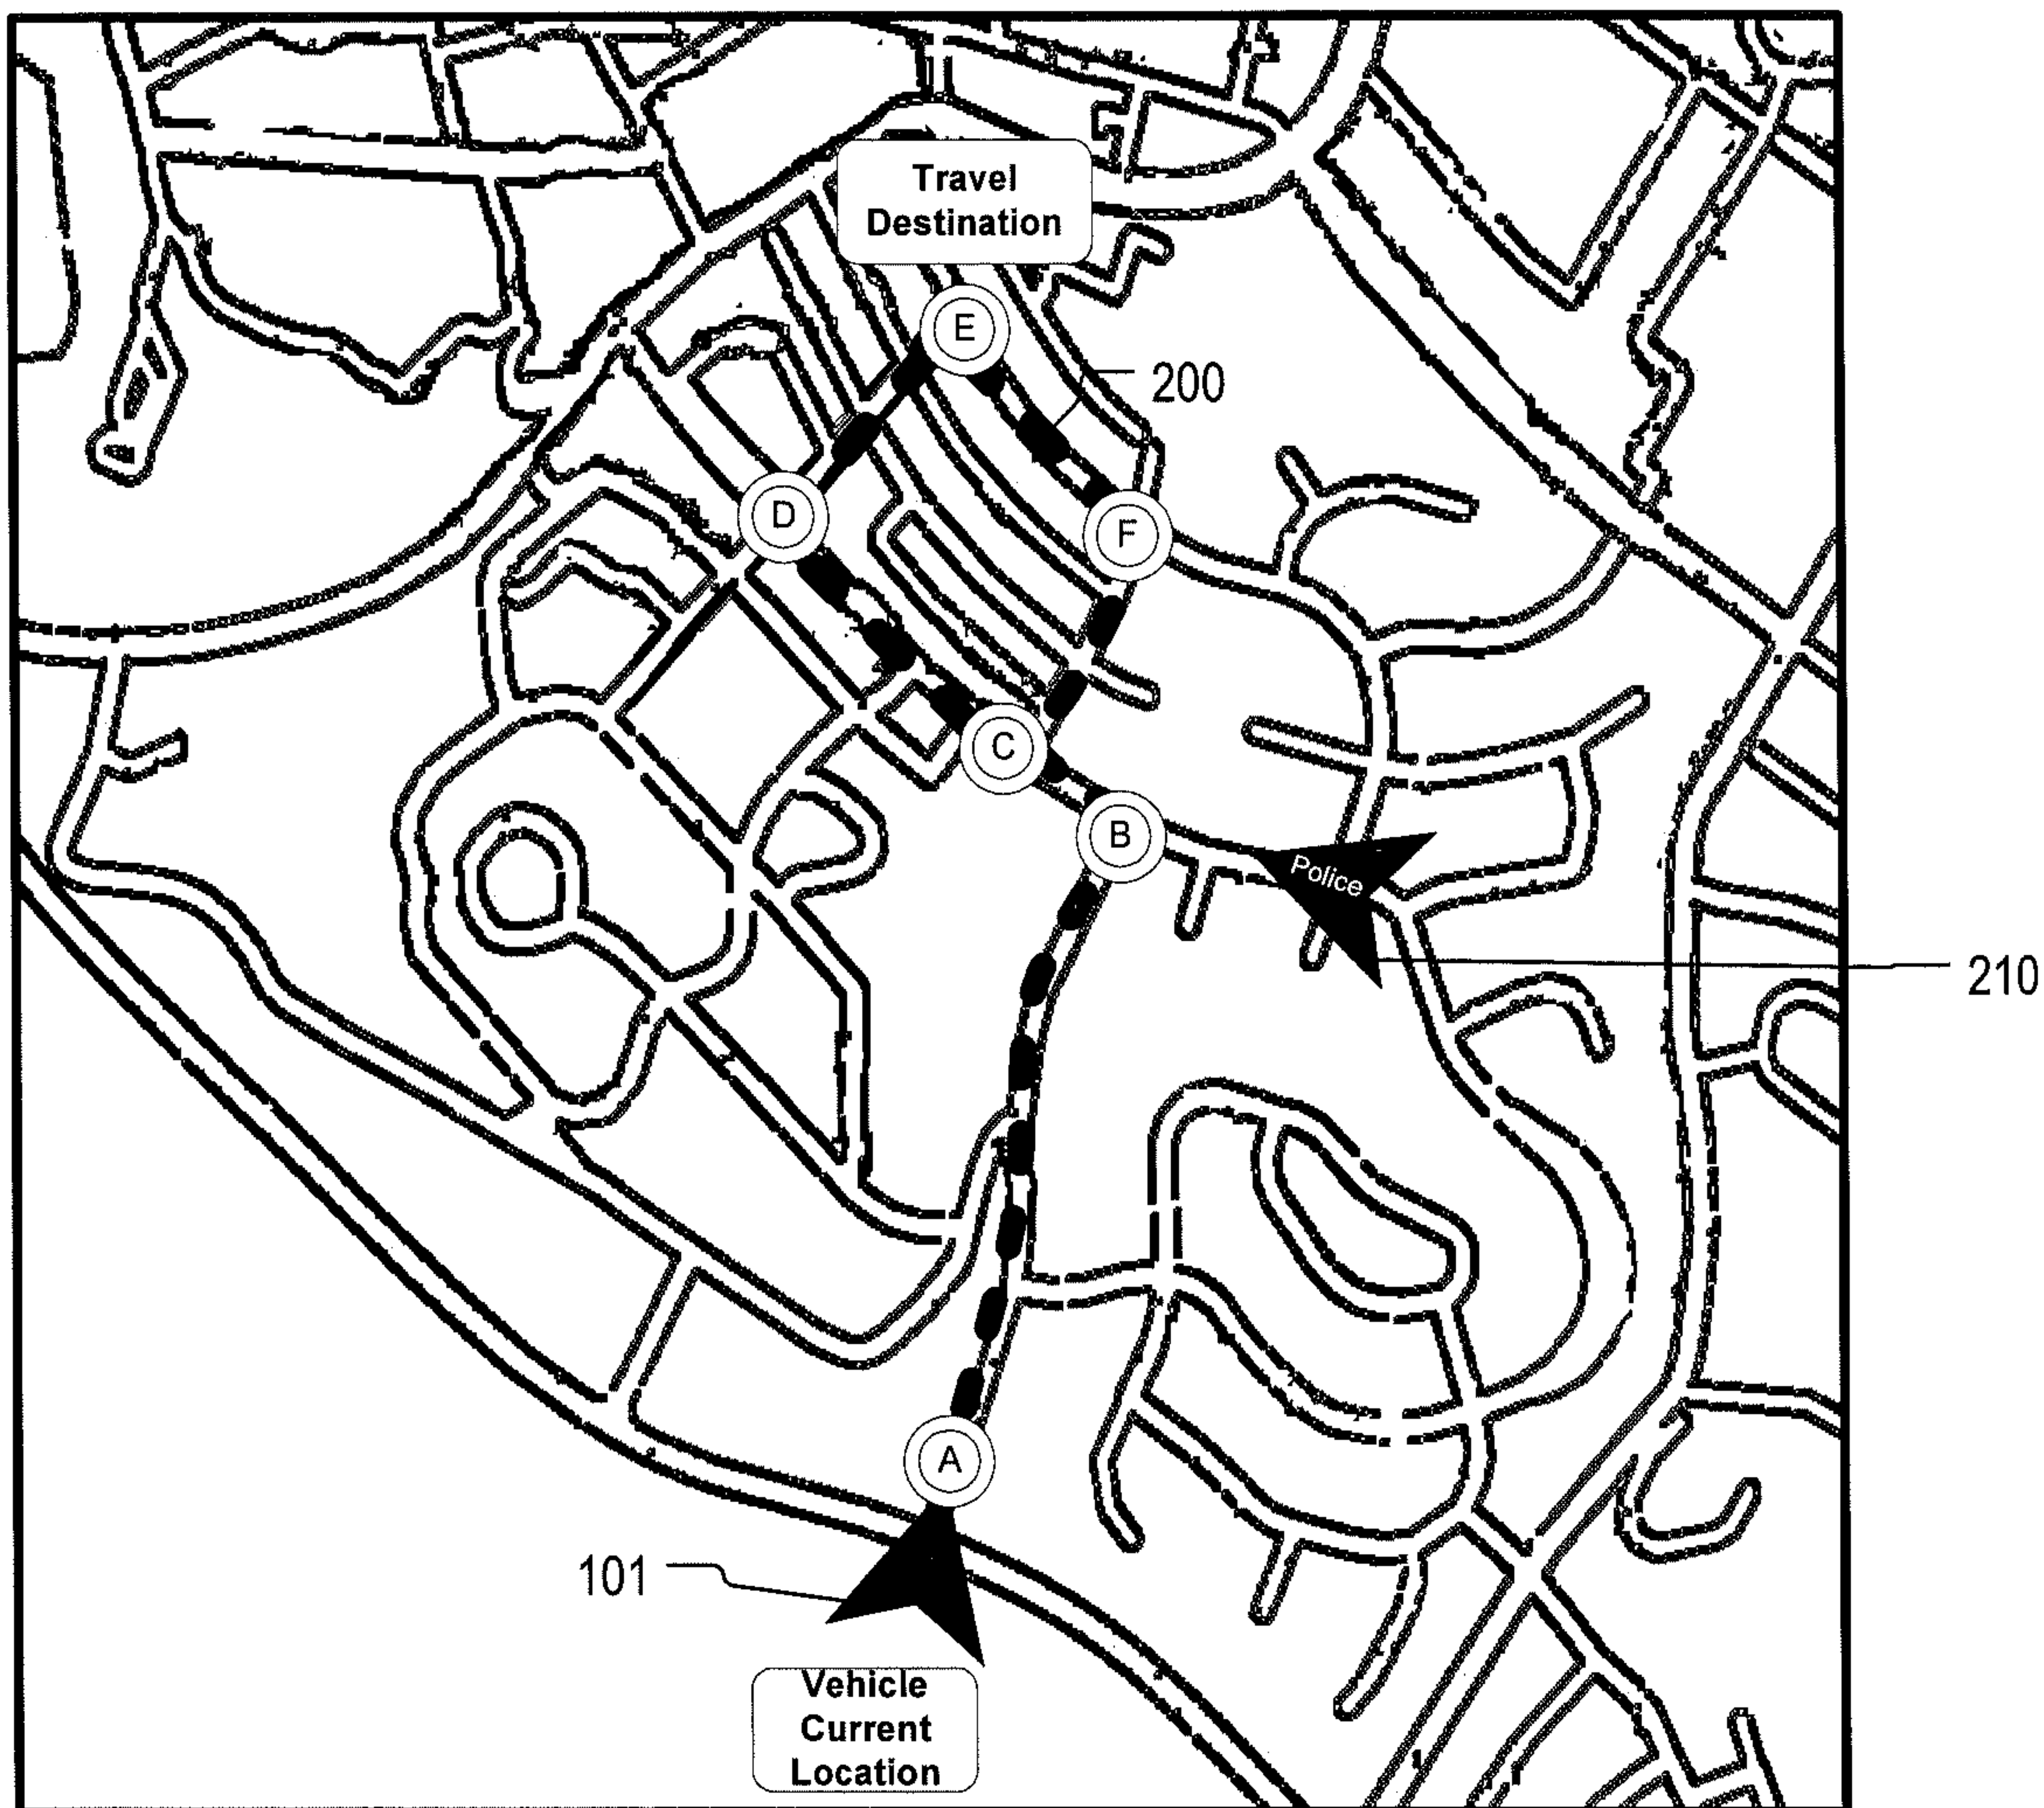 Travel
Destination
E
200
D
F
C
B
Police
210
A
101
Vehicle
Current
Location